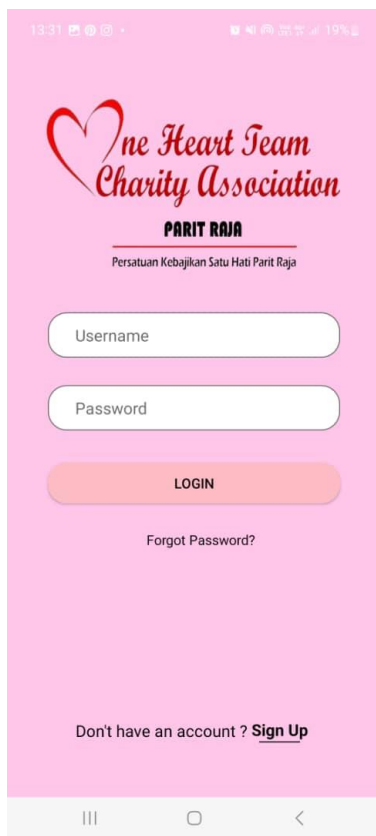 13:31
19%
ne Heart Team
Charity Association
PARIT RAJA
Persatuan Kebajikan Satu Hati Parit Raja
Username
Password
LOGIN
Forgot Password?
Don't have an account ? Sign Up